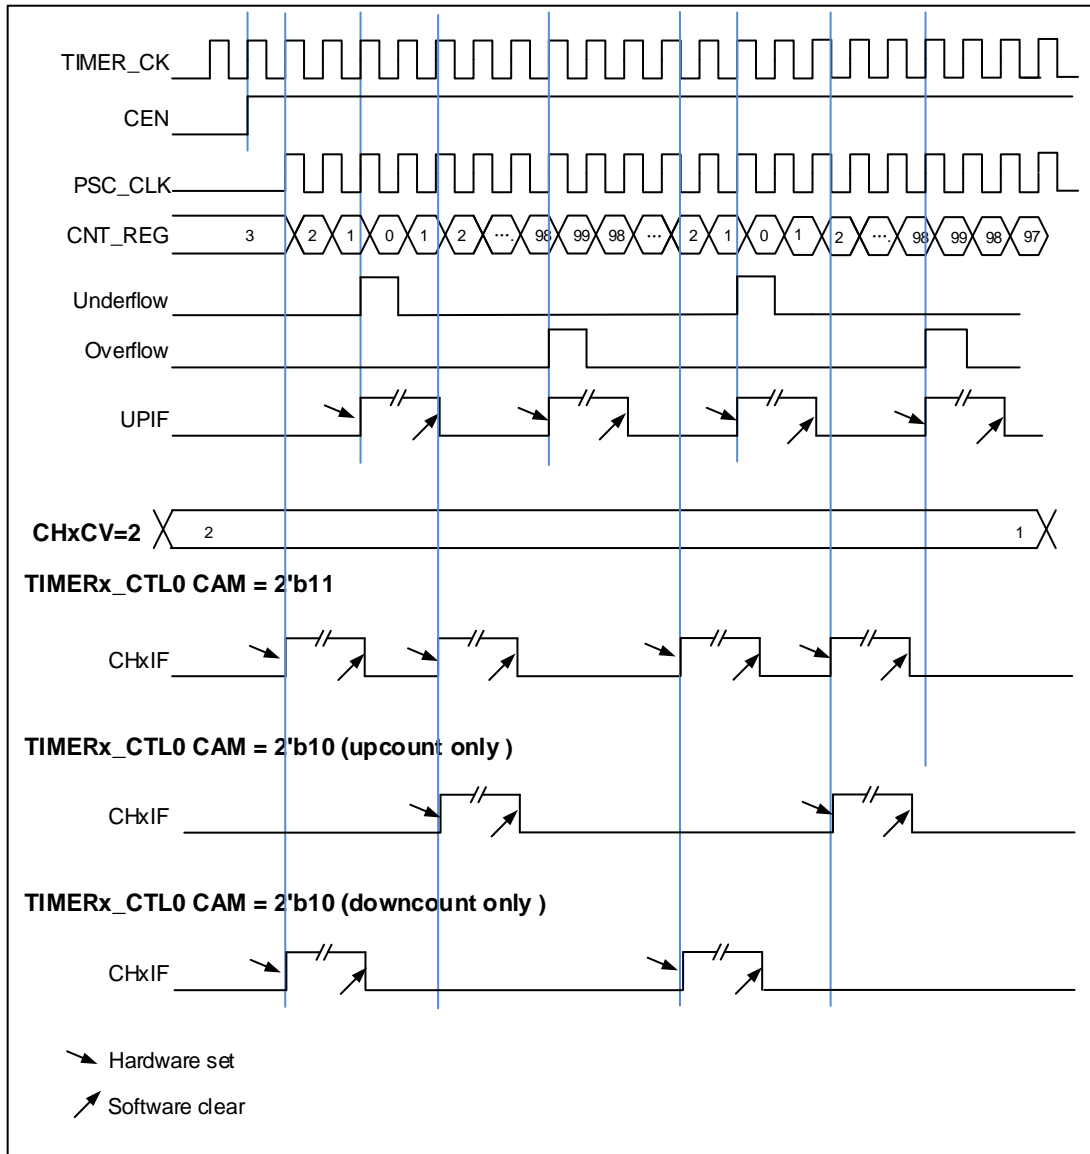 TIMER_CK
CEN
PSC_CLK
CNT_REG 3 2 1 0 1 2 .... 98 99 98 ... 2 1 0 1 2 .... 98 99 98 97
Underflow
Overflow
UPIF
CHxCV=2 2 1
TIMERx_CTL0 CAM = 2'b11
CHxIF
TIMERx_CTL0 CAM = 2'b10 (upcount only )
CHxIF
TIMERx_CTL0 CAM = 2'b10 (downcount only )
CHxIF
Hardware set
Software clear